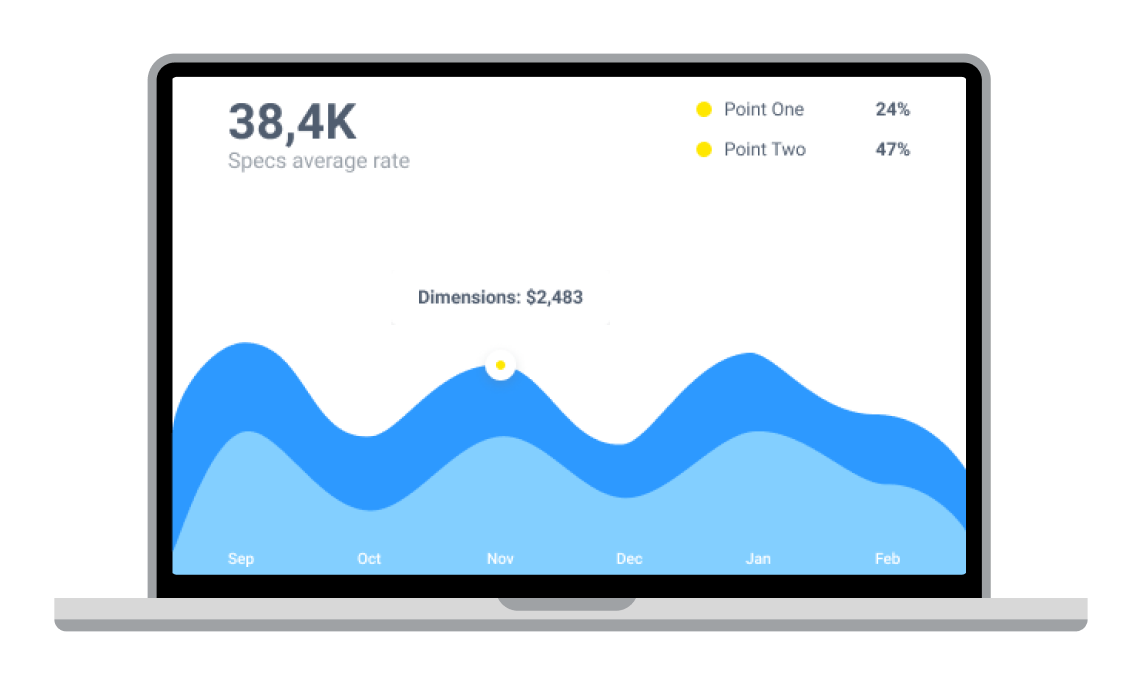 38,4K
Specs average rate
Point One 24%
Point Two 47%
Dimensions: $2,483
Sep Oct Nov Dec Jan Feb